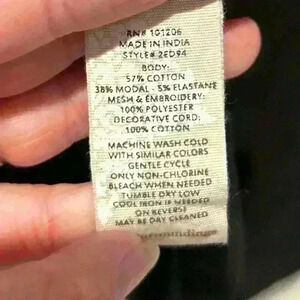 RN# 101206
MADE IN INDIA
STYLE# 2ED94
BODY:
57% COTTON
38% MODAL - 5% ELASTANE
MESH & EMBROIDERY:
100% POLYESTER
DECORATIVE CORD:
100% COTTON
MACHINE WASH COLD
WITH SIMILAR COLORS
GENTLE CYCLE
ONLY NON-CHLORINE
BLEACH WHEN NEEDED
TUMBLE DRY LOW
COOL IRON IF NEEDED
ON REVERSE
MAY BE DRY CLEANED